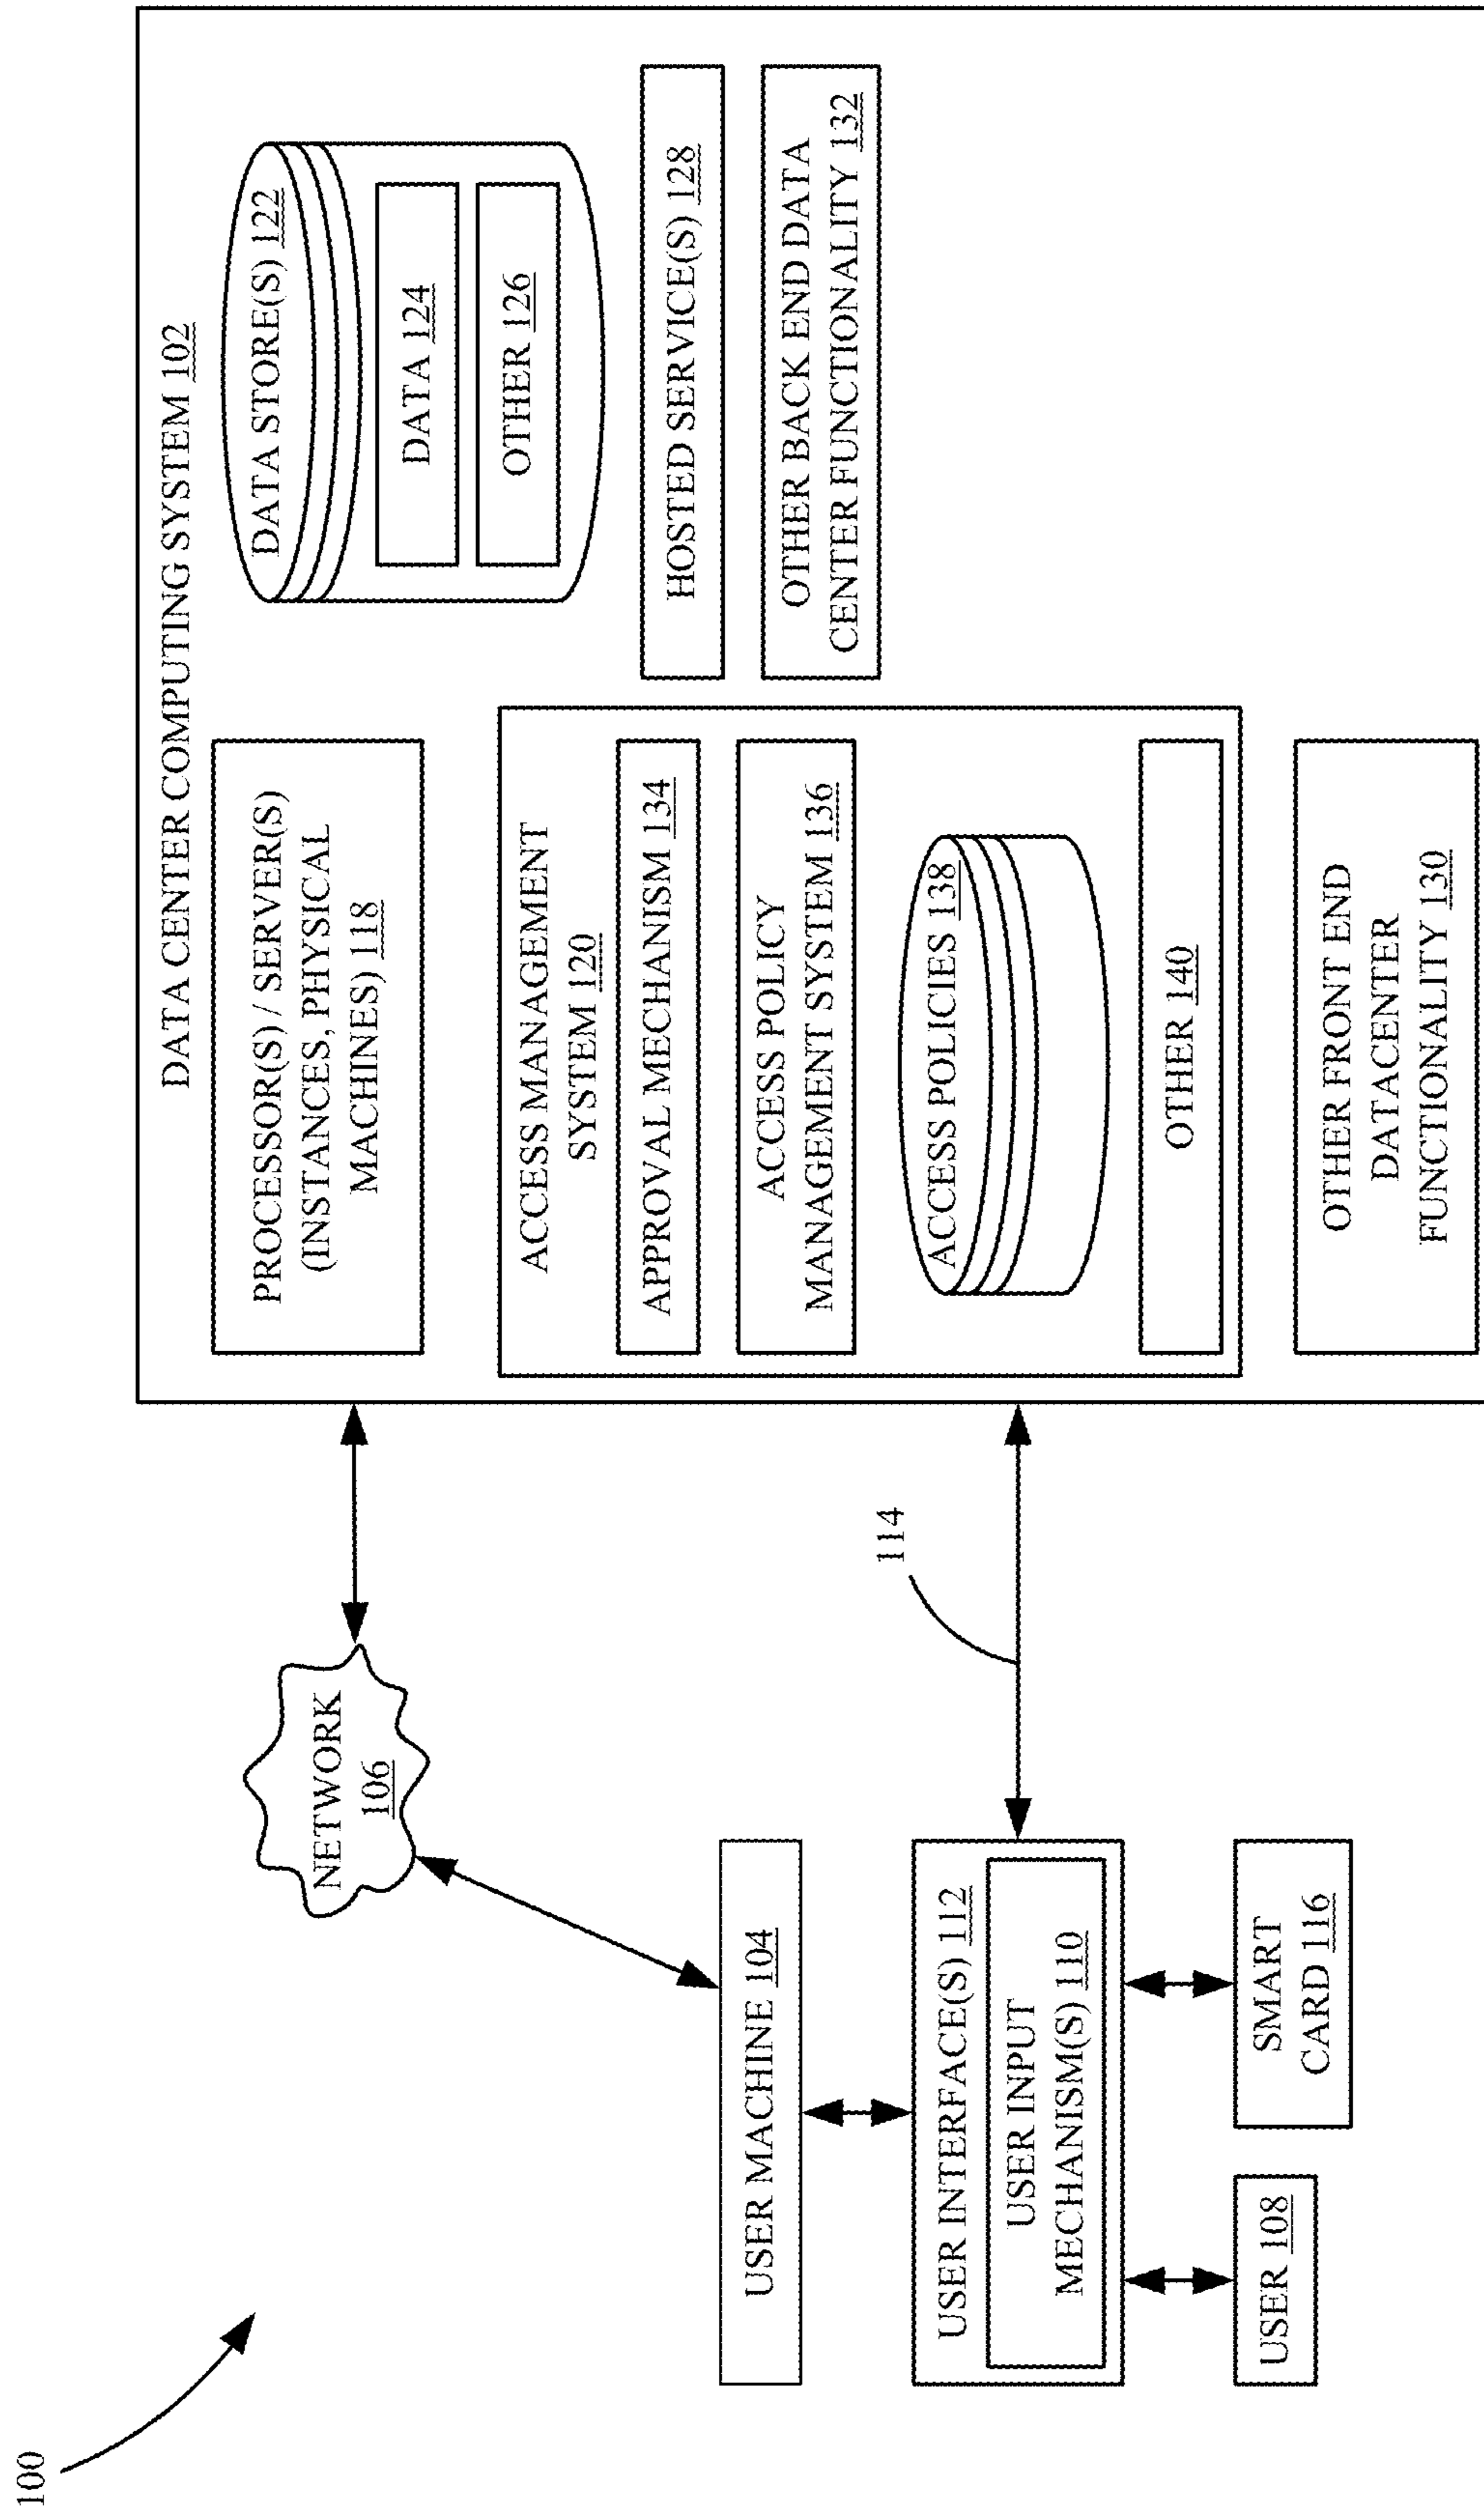 100
NETWORK
106
USER MACHINE 104
USER INTERFACE(S) 112
USER INPUT
MECHANISM(S) 110
USER 108
SMART
CARD 116
114
DATA CENTER COMPUTING SYSTEM 102
PROCESSOR(S) / SERVER(S)
(INSTANCES, PHYSICAL
MACHINES) 118
ACCESS MANAGEMENT
SYSTEM 120
APPROVAL MECHANISM 134
ACCESS POLICY
MANAGEMENT SYSTEM 136
ACCESS POLICIES 138
OTHER 140
OTHER FRONT END
DATACENTER
FUNCTIONALITY 130
DATA STORE(S) 122
DATA 124
OTHER 126
HOSTED SERVICE(S) 128
OTHER BACK END DATA
CENTER FUNCTIONALITY 132